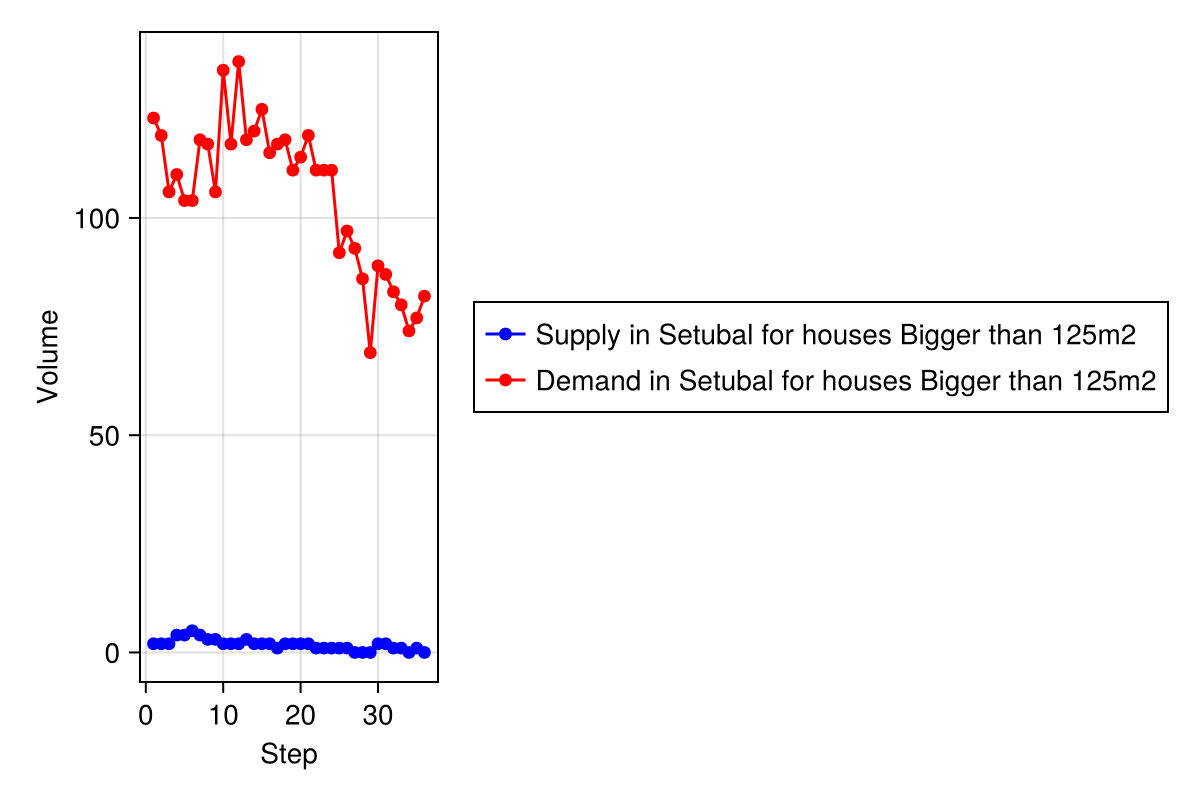 Volume
100
50
0
0 10 20 30
Step
Supply in Setubal for houses Bigger than 125m2
Demand in Setubal for houses Bigger than 125m2